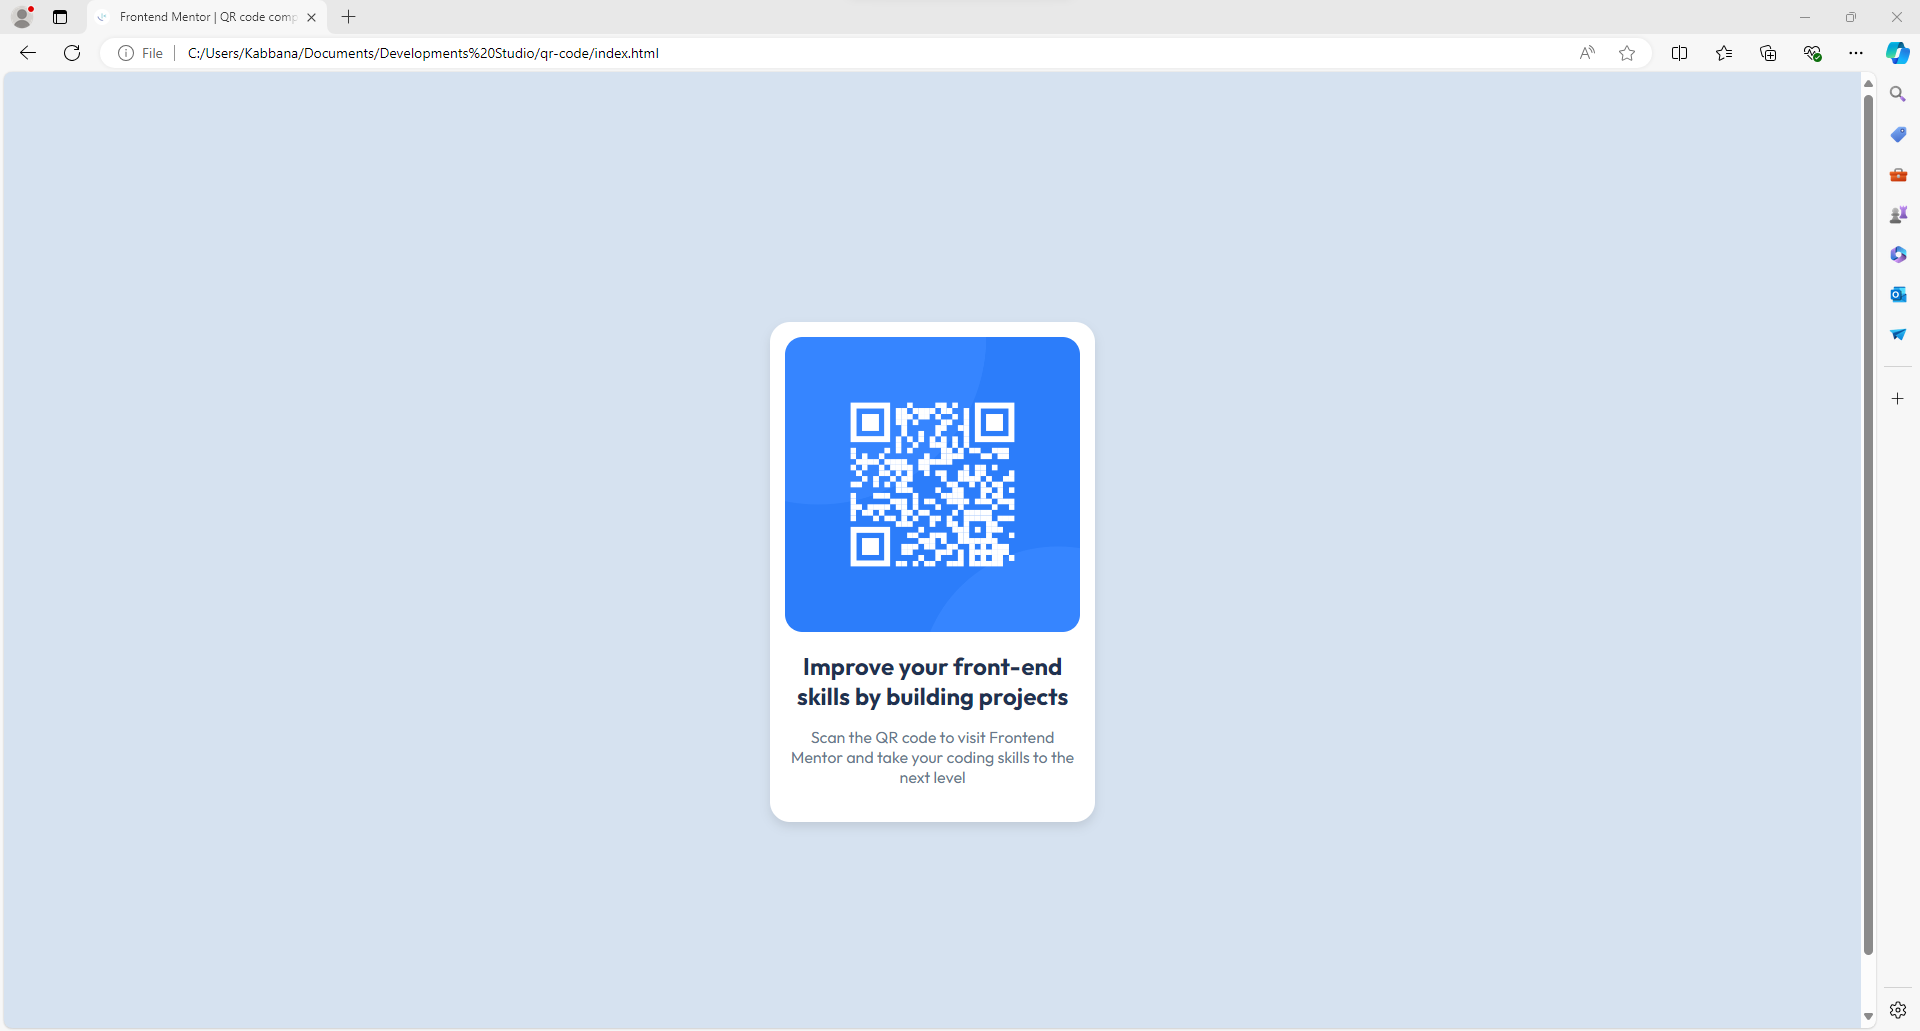 Frontend Mentor | QR code comp
File
C:/Users/Kabbana/Documents/Developments%20Studio/qr-code/index.html
Improve your front-end
skills by building projects
Scan the QR code to visit Frontend
Mentor and take your coding skills to the
next level